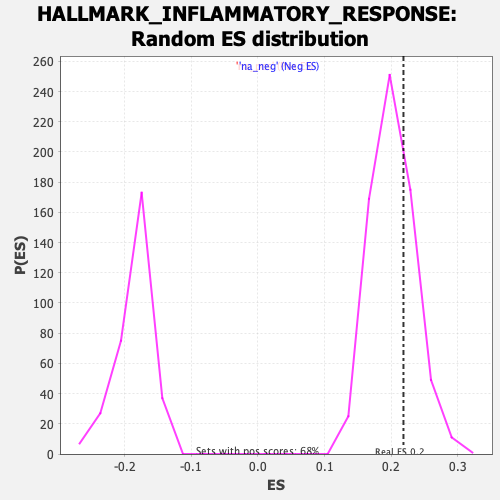 HALLMARK_INFLAMMATORY_RESPONSE:
Random ES distribution
260
''na_neg' (Neg ES)
240
220
200
180
160
140
120
100
80
60
40
20
0
P(ES)
Sets with pos scores: 68%
Real ES 0.2
-0.2
-0.1
0.0
0.1
0.2
0.3
ES